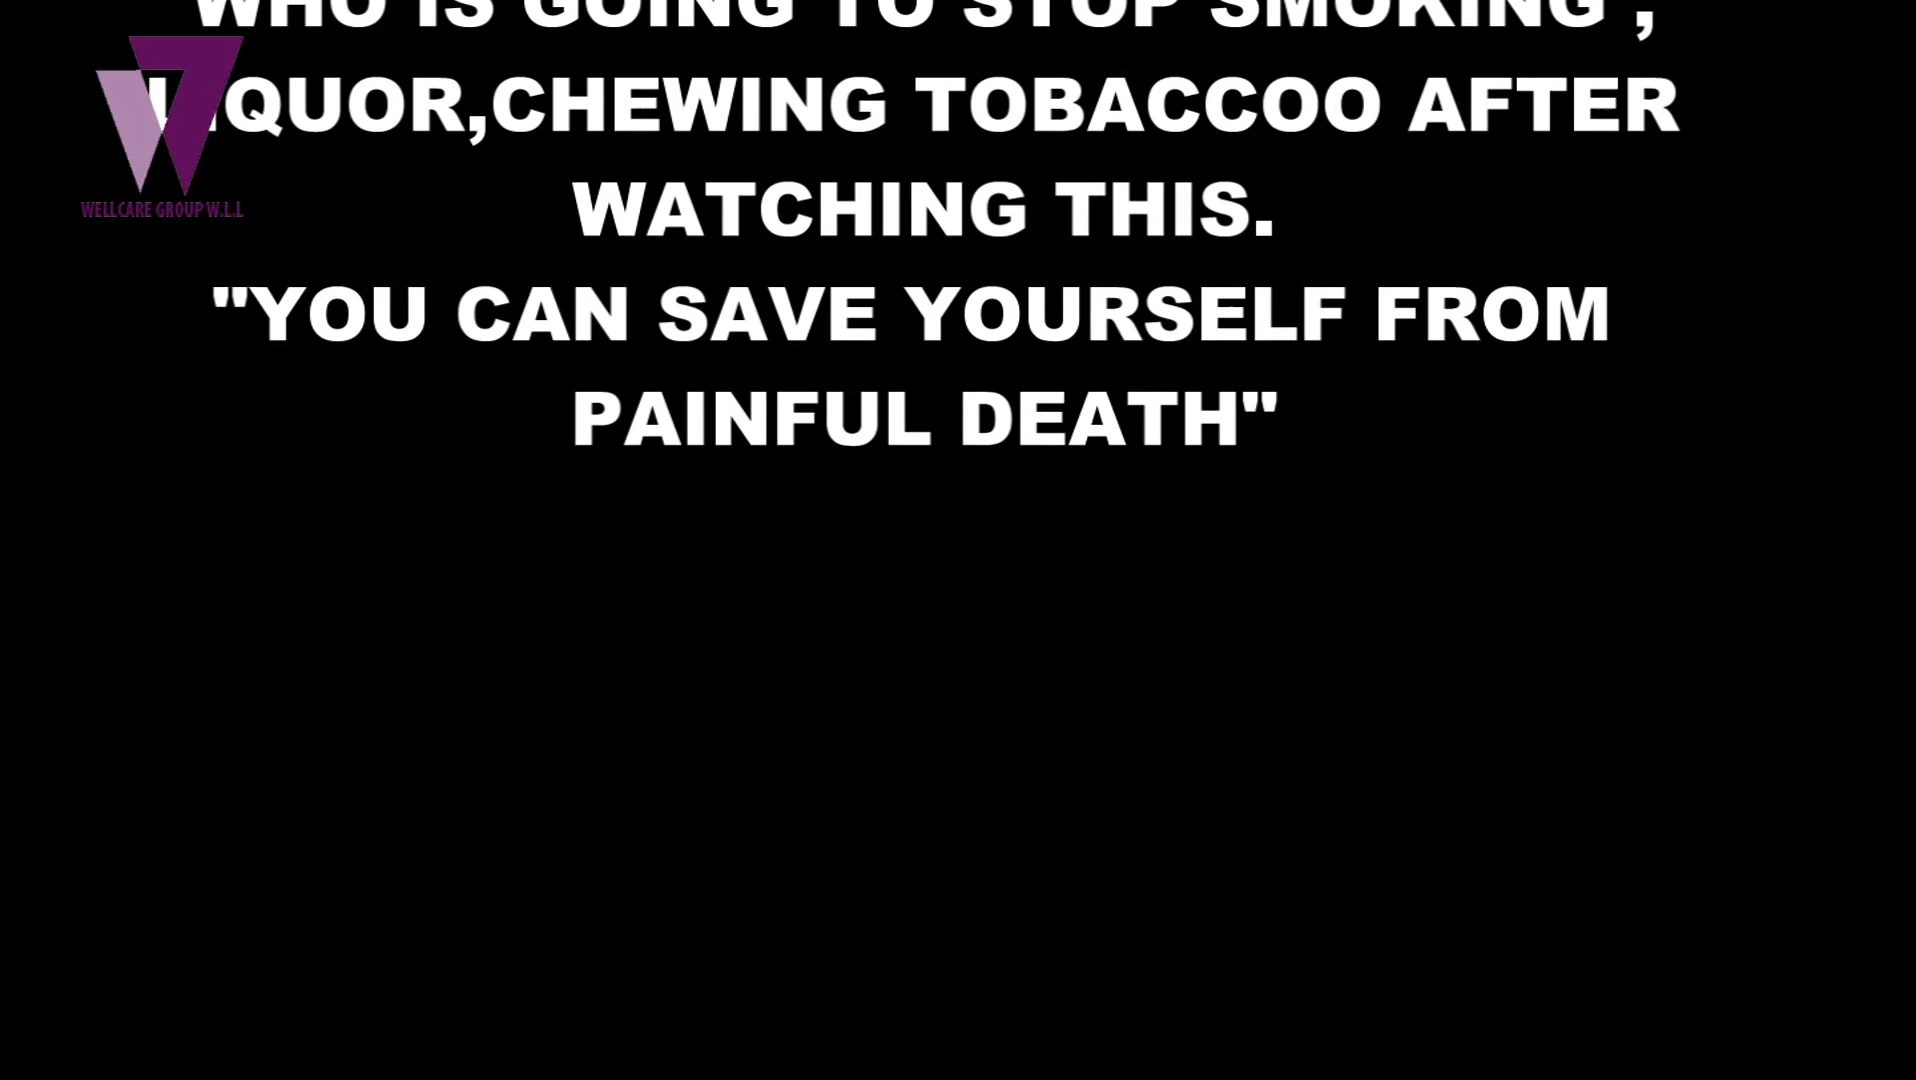 WHO IS GOING TO STOP SMOKING ,
LIQUOR,CHEWING TOBACCOO AFTER
WATCHING THIS.
"YOU CAN SAVE YOURSELF FROM
PAINFUL DEATH"
WELLCARE GROUP W.L.L